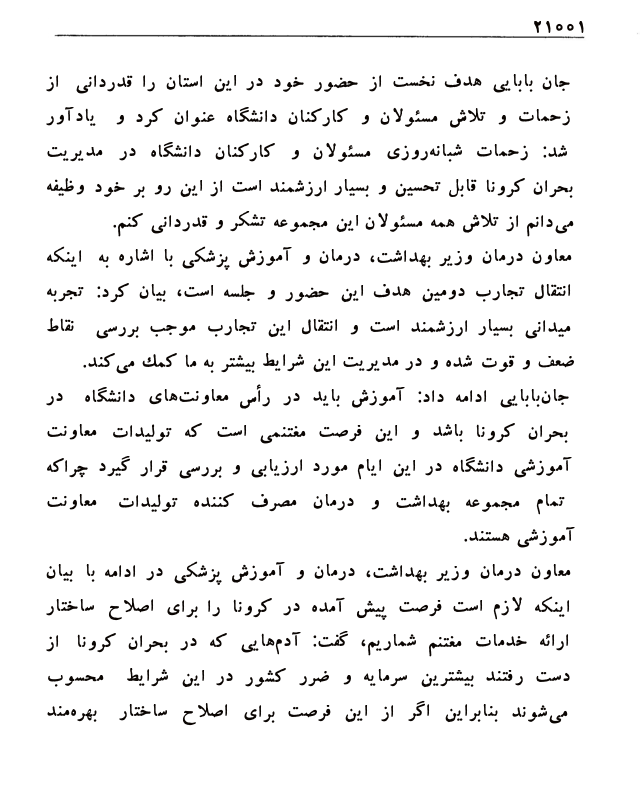 ۲۱۰۰۱
جان بابایی هدف نخست از حضور خود در این استان را قدردانی از
زحمات و تلاش مسئولان و کارکنان دانشگاه عنوان کرد و یادآور
شد: زحمات شبانه‌روزی مسئولان و کارکنان دانشگاه در مدیریت
بحران کرونا قابل تحسین و بسیار ارزشمند است از این رو بر خود وظیفه
می‌دانم از تلاش همه مسئولان این مجموعه تشکر و قدردانی کنم.
معاون درمان وزیر بهداشت، درمان و آموزش پزشکی با اشاره به اینکه
انتقال تجارب دومین هدف این حضور و جلسه است، بیان کرد: تجربه
میدانی بسیار ارزشمند است و انتقال این تجارب موجب بررسی نقاط
ضعف و قوت شده و در مدیریت این شرایط بیشتر به ما کمک می‌کند.
جان‌بابایی ادامه داد: آموزش باید در رأس معاونت‌های دانشگاه در
بحران کرونا باشد و این فرصت مغتنمی است که تولیدات معاونت
آموزشی دانشگاه در این ایام مورد ارزیابی و بررسی قرار گیرد چراکه
تمام مجموعه بهداشت و درمان مصرف کننده تولیدات معاونت
آموزشی هستند.
معاون درمان وزیر بهداشت، درمان و آموزش پزشکی در ادامه با بیان
اینکه لازم است فرصت پیش آمده در کرونا را برای اصلاح ساختار
ارائه خدمات مغتنم شماریم، گفت: آدم‌هایی که در بحران کرونا از
دست رفتند بیشترین سرمایه و ضرر کشور در این شرایط محسوب
می‌شوند بنابراین اگر از این فرصت برای اصلاح ساختار بهره‌مند